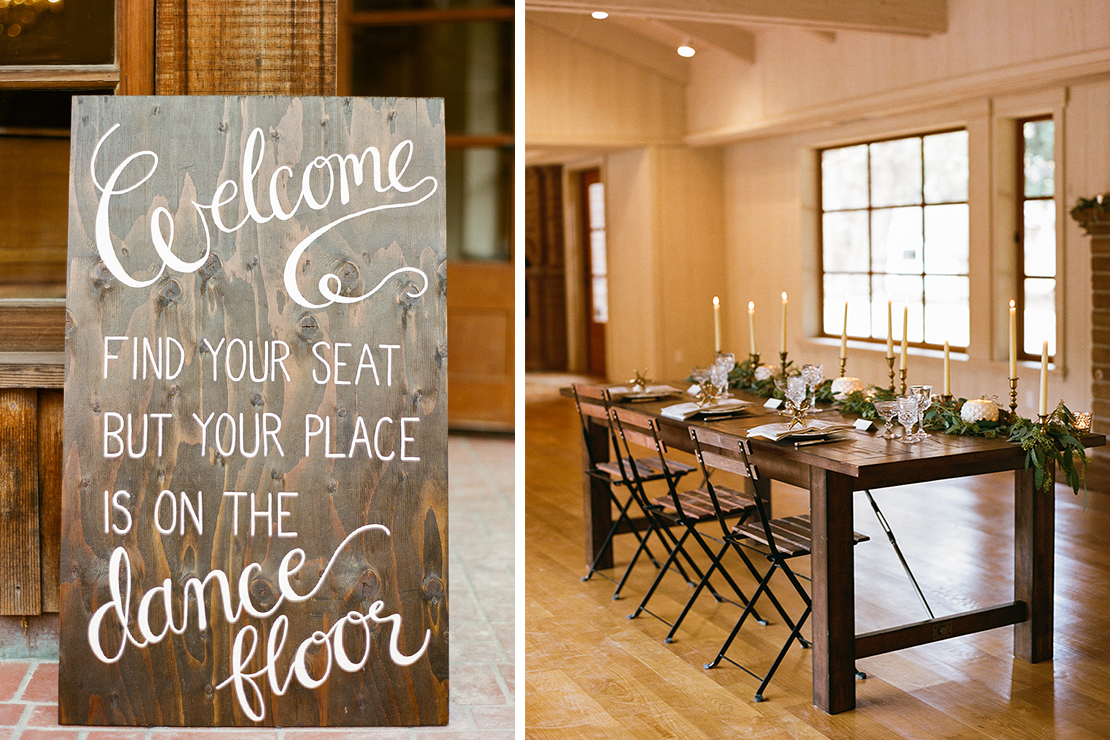 Welcome
FIND YOUR SEAT
BUT YOUR PLACE
IS ON THE
dance
floor